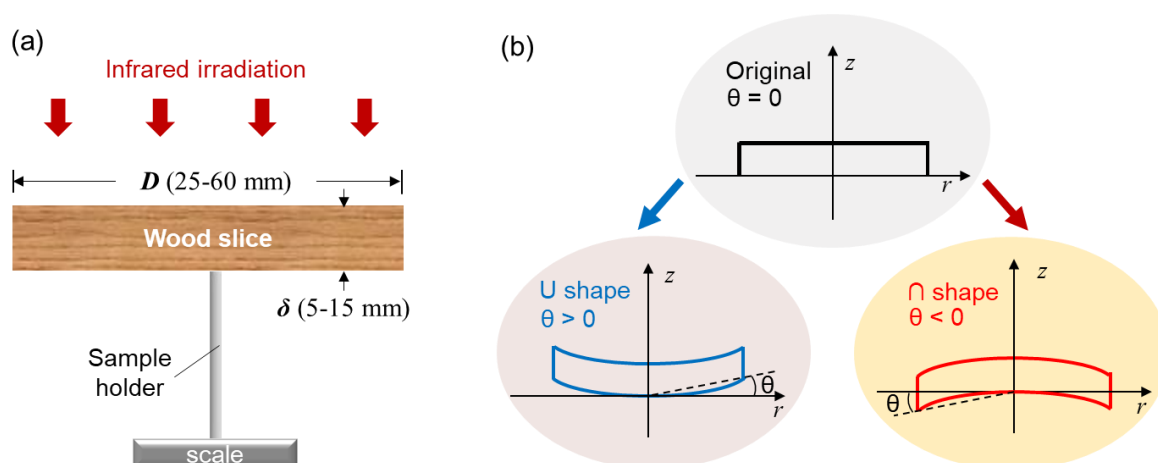 (a)
Infrared irradiation
D (25-60 mm)
Wood slice
δ (5-15 mm)
Sample
holder
scale
(b)
Original
θ = 0
z
r
U shape
θ > 0
z
θ
r
∩ shape
θ < 0
z
θ
r